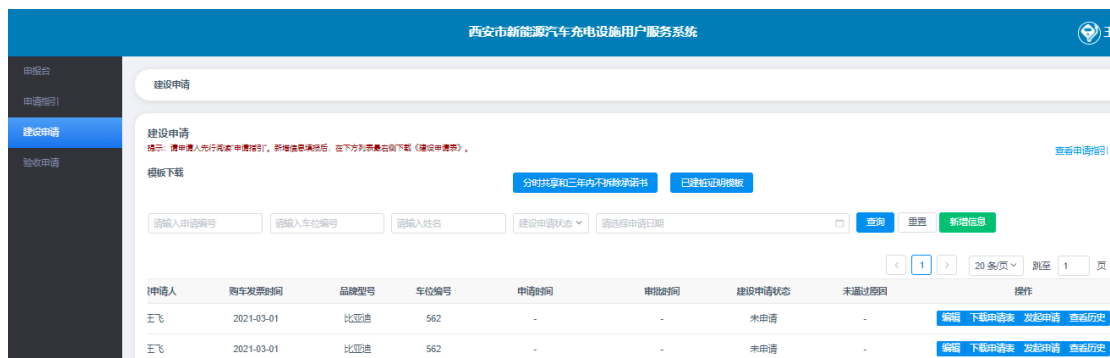 西安市新能源汽车充电设施用户服务系统
申报台
申请指引
建设申请
验收申请
建设申请
建设申请
提示：请申请人先行阅读"申请指引"。新增信息填报后，在下方列表最右侧下载《建设申请表》。
查看申请指引
模板下载
分时共享和三年内不拆除承诺书 已建桩证明模板
请输入申请编号 请输入车位编号 请输入姓名 建设申请状态 请选择申请日期 查询 重置 新增信息
< 1 > 20 条/页 跳至 1 页
申请人 购车发票时间 品牌型号 车位编号 申请时间 审批时间 建设申请状态 未通过原因 操作
王飞 2021-03-01 比亚迪 562 - - 未申请 - 编辑 下载申请表 发起申请 查看历史
王飞 2021-03-01 比亚迪 562 - - 未申请 - 编辑 下载申请表 发起申请 查看历史